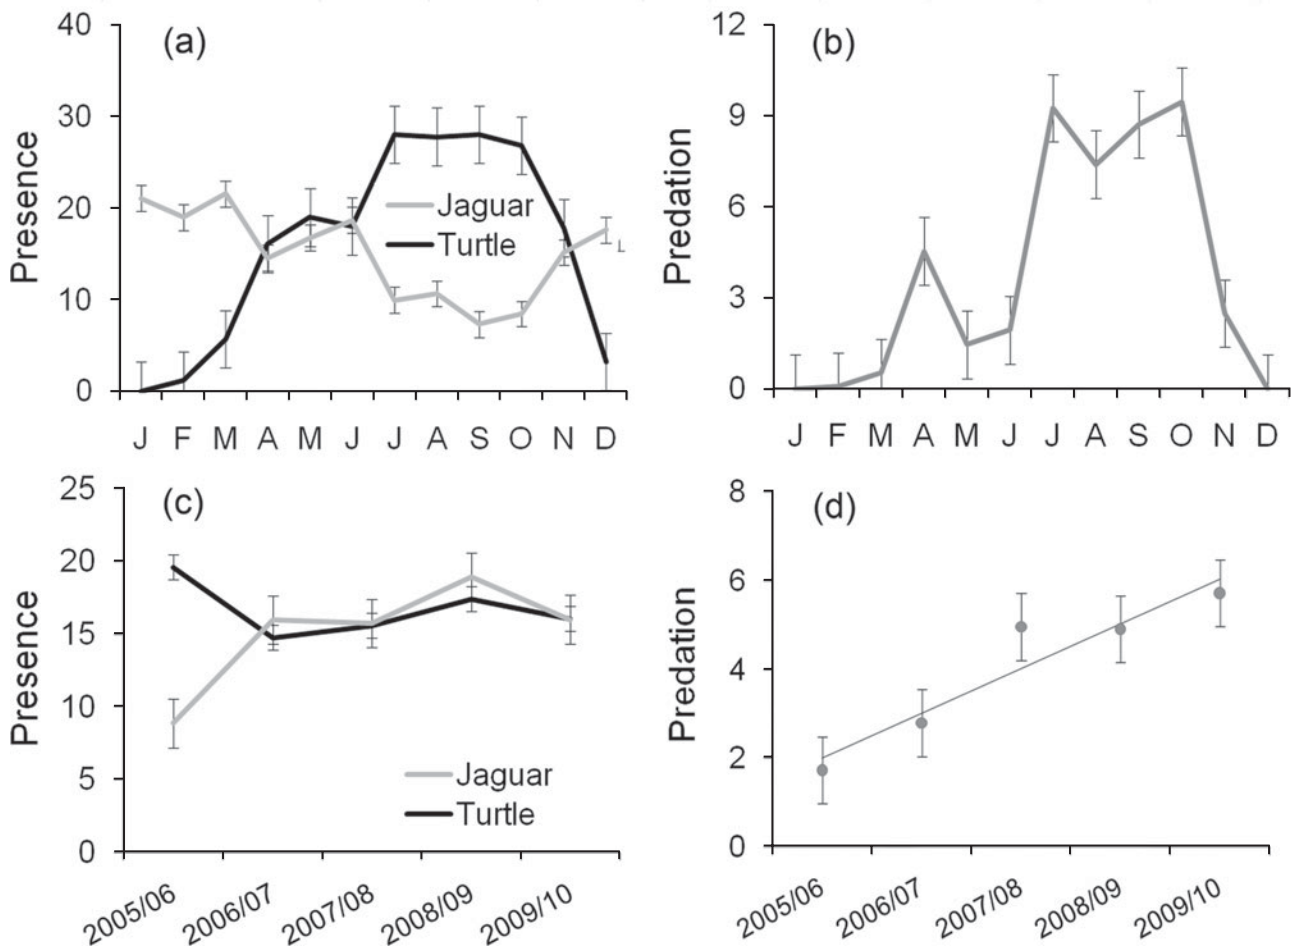 (a)
Presence
40
30
20
10
0
Jaguar
Turtle
J F M A M J J A S O N D
(b)
Predation
12
9
6
3
0
J F M A M J J A S O N D
(c)
Presence
25
20
15
10
5
0
Jaguar
Turtle
2005/06 2006/07 2007/08 2008/09 2009/10
(d)
Predation
8
6
4
2
0
2005/06 2006/07 2007/08 2008/09 2009/10